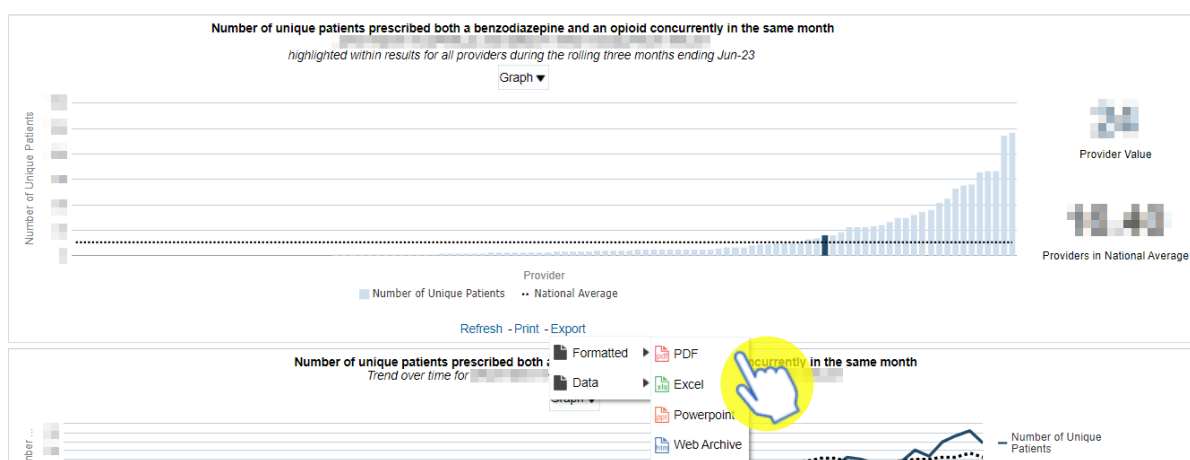 Number of unique patients prescribed both a benzodiazepine and an opioid concurrently in the same month
highlighted within results for all providers during the rolling three months ending Jun-23
Graph
Number of Unique Patients
Provider Value
Providers in National Average
Provider
Number of Unique Patients
National Average
Refresh - Print - Export
Formatted
PDF
Data
Excel
Powerpoint
Web Archive
Number of unique patients prescribed both a
ncurrently in the same month
Trend over time for
Graph
mber ...
Number of Unique
Patients